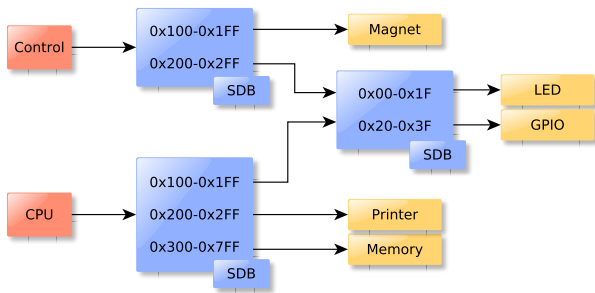 Control
0x100-0x1FF
0x200-0x2FF
SDB
Magnet
0x00-0x1F
0x20-0x3F
SDB
LED
GPIO
CPU
0x100-0x1FF
0x200-0x2FF
0x300-0x7FF
SDB
Printer
Memory